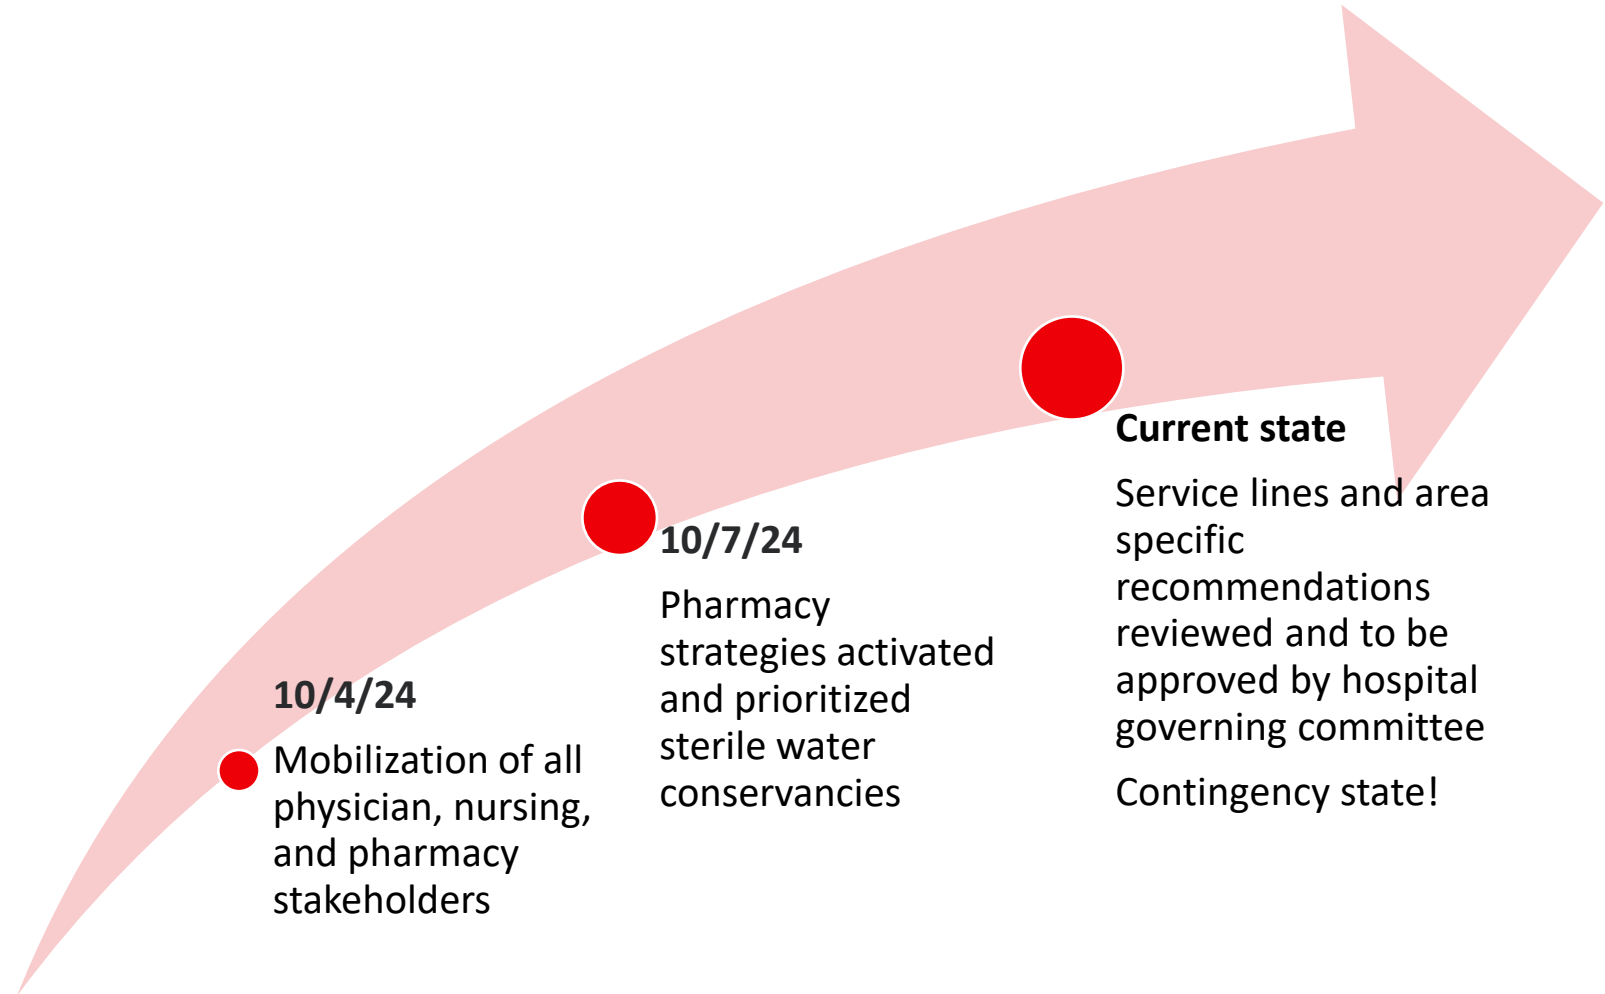 10/4/24
Mobilization of all
physician, nursing,
and pharmacy
stakeholders
10/7/24
Pharmacy
strategies activated
and prioritized
sterile water
conservancies
Current state
Service lines and area
specific
recommendations
reviewed and to be
approved by hospital
governing committee
Contingency state!